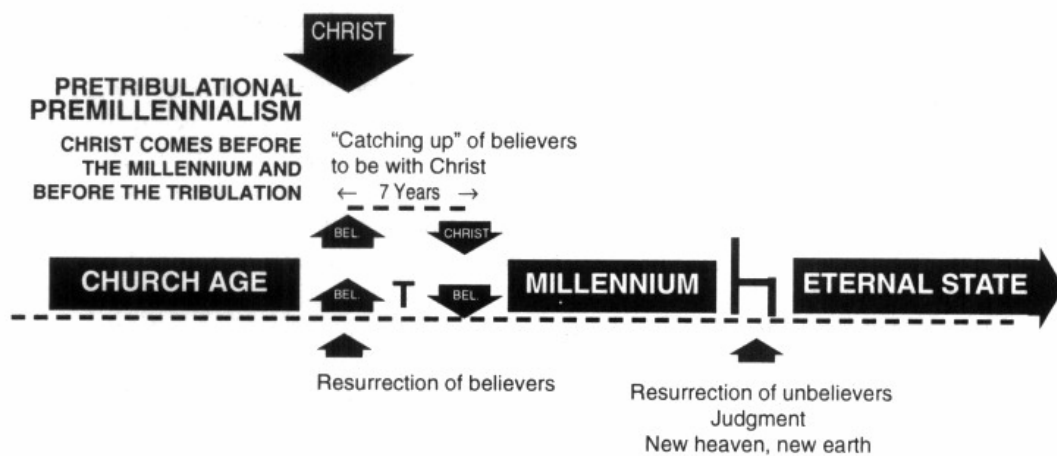 CHRIST
PRETRIBULATIONAL
PREMILLENNIALISM
CHRIST COMES BEFORE
THE MILLENNIUM AND
BEFORE THE TRIBULATION
"Catching up" of believers
to be with Christ
← 7 Years →
BEL.
CHRIST
CHURCH AGE
BEL.
T
BEL.
MILLENNIUM
ETERNAL STATE
Resurrection of believers
Resurrection of unbelievers
Judgment
New heaven, new earth